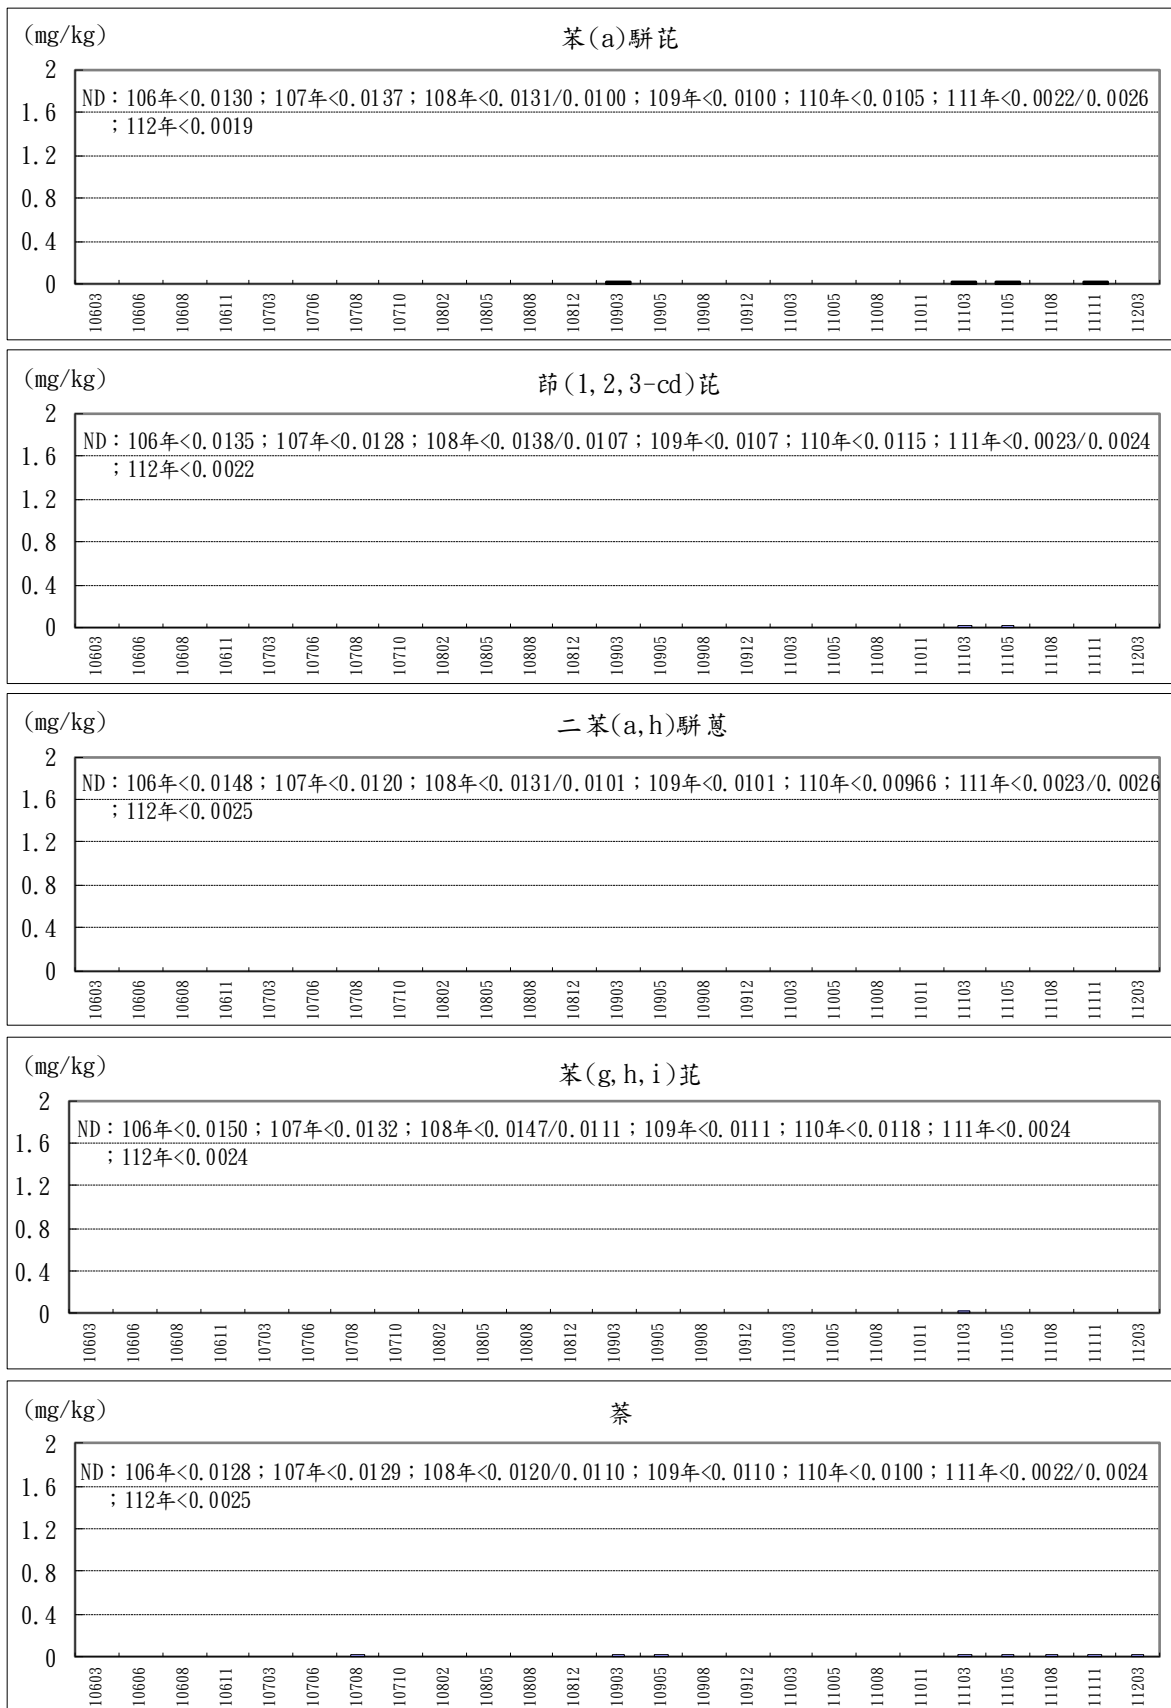 (mg/kg)
苯(a)駢芘
2
ND：106年<0.0130；107年<0.0137；108年<0.0131/0.0100；109年<0.0100；110年<0.0105；111年<0.0022/0.0026
1.6
；112年<0.0019
1.2
0.8
0.4
0
10603 10606 10608 10611 10703 10706 10708 10710 10802 10805 10808 10812 10903 10905 10908 10912 11003 11005 11008 11011 11103 11105 11108 11111 11203
(mg/kg)
茚(1,2,3-cd)芘
2
ND：106年<0.0135；107年<0.0128；108年<0.0138/0.0107；109年<0.0107；110年<0.0115；111年<0.0023/0.0024
1.6
；112年<0.0022
1.2
0.8
0.4
0
10603 10606 10608 10611 10703 10706 10708 10710 10802 10805 10808 10812 10903 10905 10908 10912 11003 11005 11008 11011 11103 11105 11108 11111 11203
(mg/kg)
二苯(a,h)駢蒽
2
ND：106年<0.0148；107年<0.0120；108年<0.0131/0.0101；109年<0.0101；110年<0.00966；111年<0.0023/0.0026
1.6
；112年<0.0025
1.2
0.8
0.4
0
10603 10606 10608 10611 10703 10706 10708 10710 10802 10805 10808 10812 10903 10905 10908 10912 11003 11005 11008 11011 11103 11105 11108 11111 11203
(mg/kg)
苯(g,h,i)苝
2
ND：106年<0.0150；107年<0.0132；108年<0.0147/0.0111；109年<0.0111；110年<0.0118；111年<0.0024
1.6
；112年<0.0024
1.2
0.8
0.4
0
10603 10606 10608 10611 10703 10706 10708 10710 10802 10805 10808 10812 10903 10905 10908 10912 11003 11005 11008 11011 11103 11105 11108 11111 11203
(mg/kg)
萘
2
ND：106年<0.0128；107年<0.0129；108年<0.0120/0.0110；109年<0.0110；110年<0.0100；111年<0.0022/0.0024
1.6
；112年<0.0025
1.2
0.8
0.4
0
10603 10606 10608 10611 10703 10706 10708 10710 10802 10805 10808 10812 10903 10905 10908 10912 11003 11005 11008 11011 11103 11105 11108 11111 11203